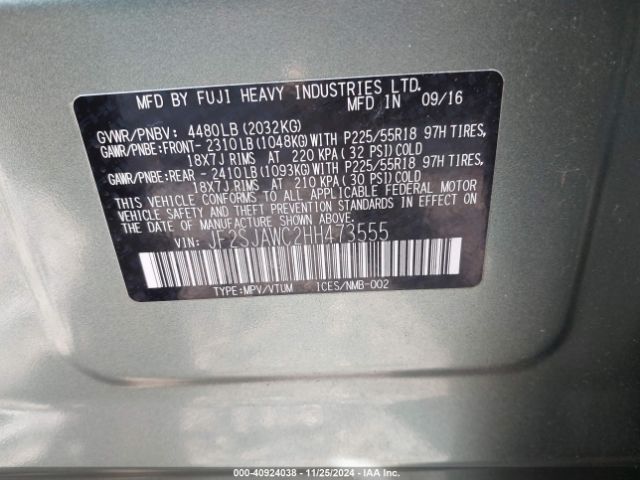 MFD BY FUJI HEAVY INDUSTRIES LTD.
MFD IN 09/16
GVWR/PNBV: 4480LB(2032KG)
GAWR/PNBE:FRONT- 2310LB(1048KG)WITH P225/55R18 97H TIRES,
18X7J RIMS AT 220 KPA(32 PSI)COLD
GAWR/PNBE:REAR - 2410LB(1093KG)WITH P225/55R18 97H TIRES,
18X7J RIMS AT 210 KPA(30 PSI)COLD
THIS VEHICLE CONFORMS TO ALL APPLICABLE FEDERAL MOTOR
VEHICLE SAFETY AND THEFT PREVENTION STANDARDS IN EFFECT ON
THE DATE OF MANUFACTURE SHOWN ABOVE.
VIN: JF2SJAWC2HH473555
TYPE:MPV/VTUM ICES/NMB-002
000-40924038 - 11/25/2024 - IAA Inc.